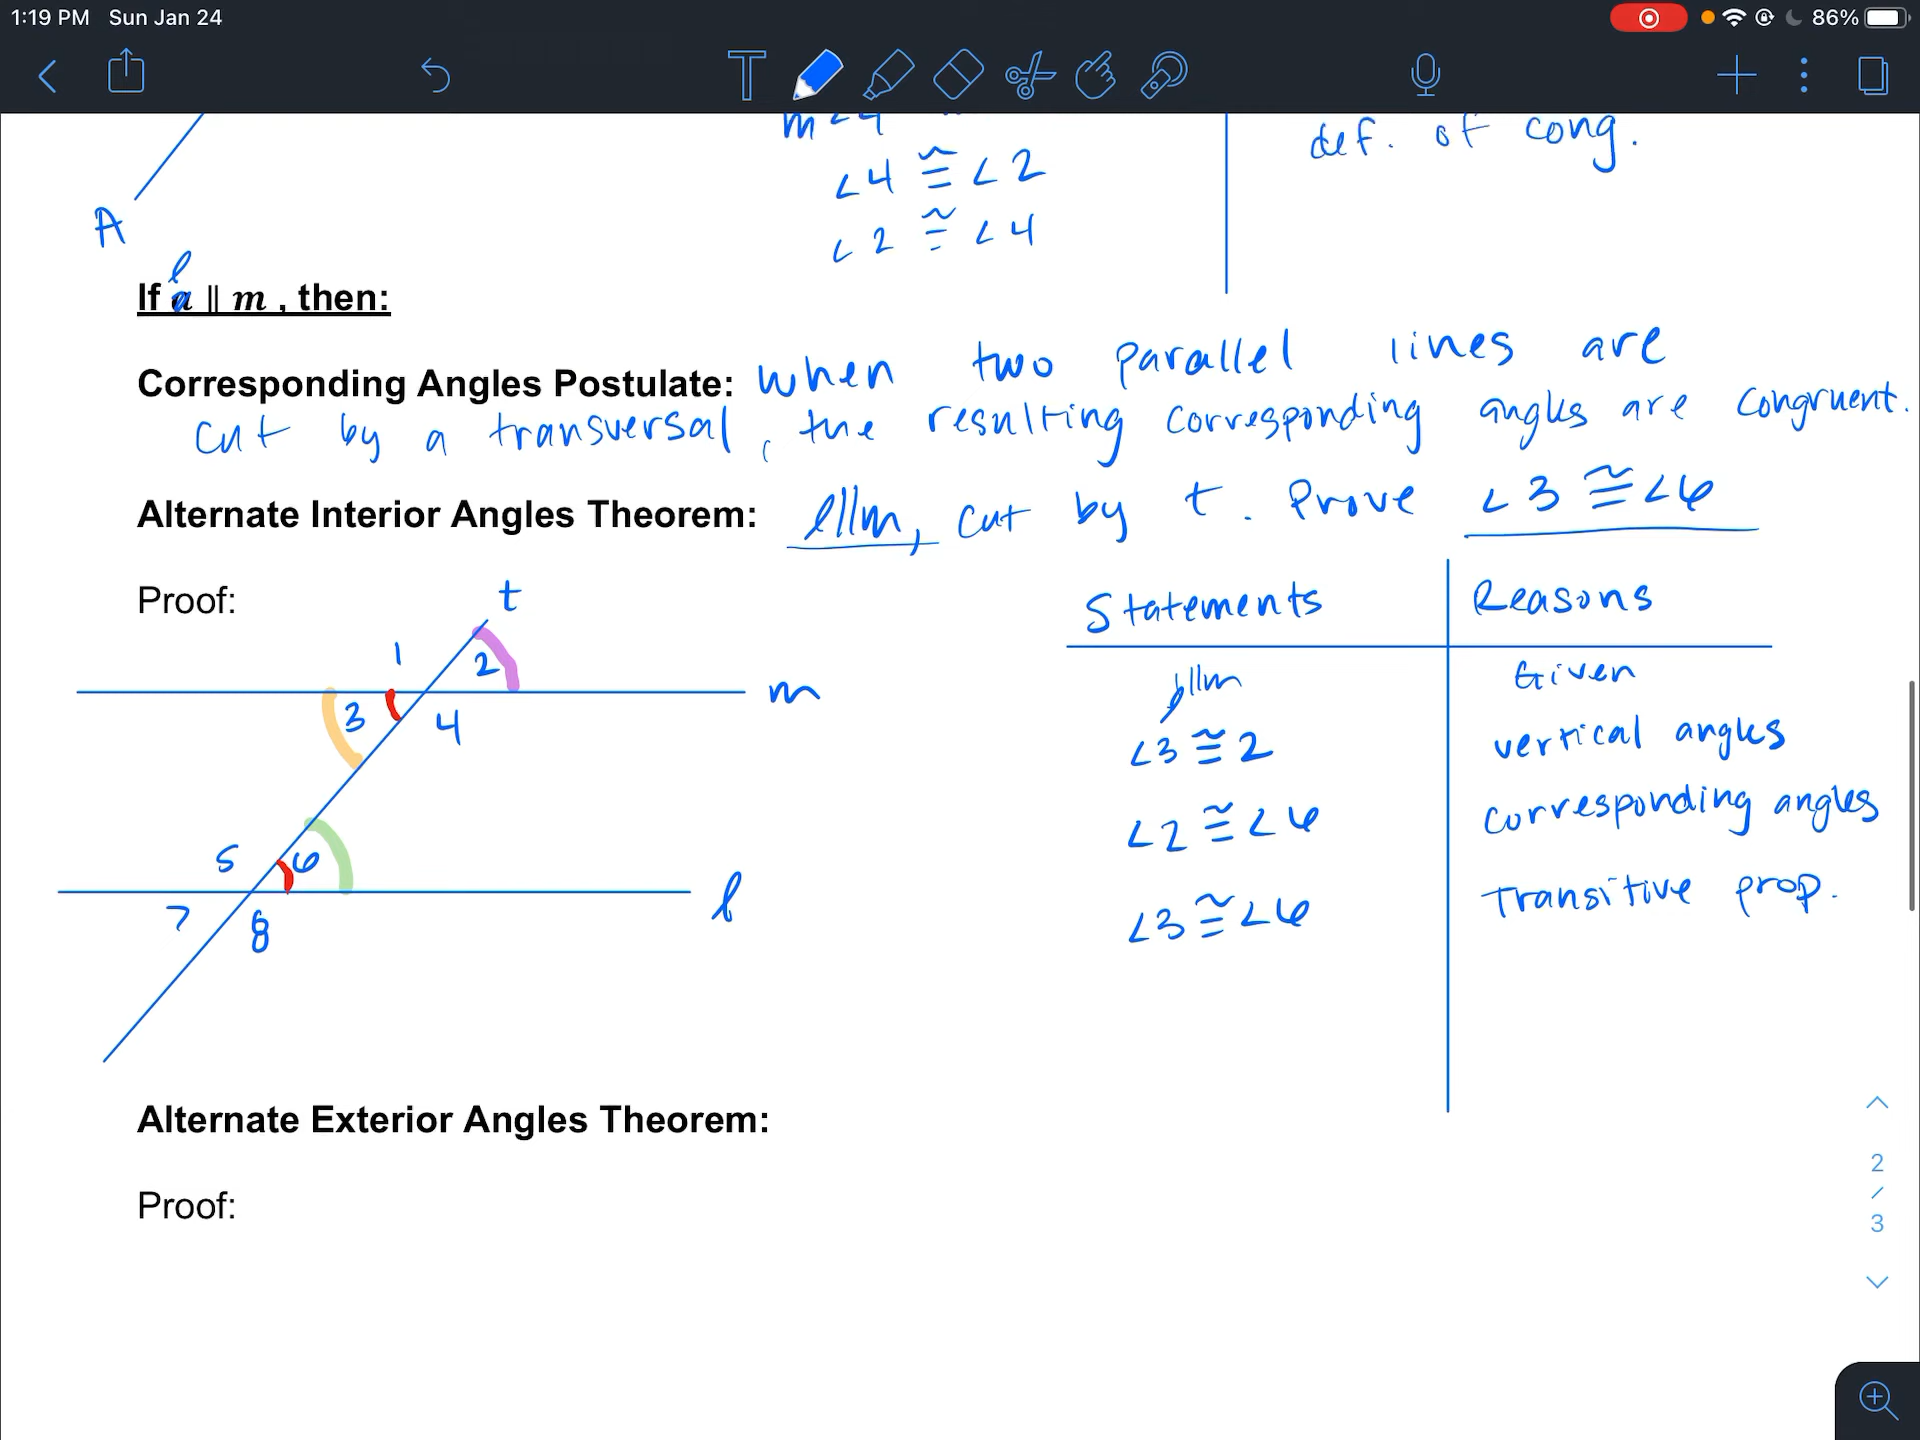 1:19 PM Sun Jan 24
86%
T
def. of cong.
∠4 ≅ ∠2
A
∠2 ≅ ∠4
l
If a ∥ m , then:
Corresponding Angles Postulate: When two parallel lines are
cut by a transversal, the resulting corresponding angles are congruent.
Alternate Interior Angles Theorem: l||m, cut by t. Prove ∠3 ≅ ∠6
Proof:
t
Statements Reasons
1 2
l||m Given
m
3 4
∠3 ≅ 2 vertical angles
∠2 ≅ ∠6 corresponding angles
5 6
∠3 ≅ ∠6 Transitive prop.
l
7 8
Alternate Exterior Angles Theorem:
Proof:
2
/
3